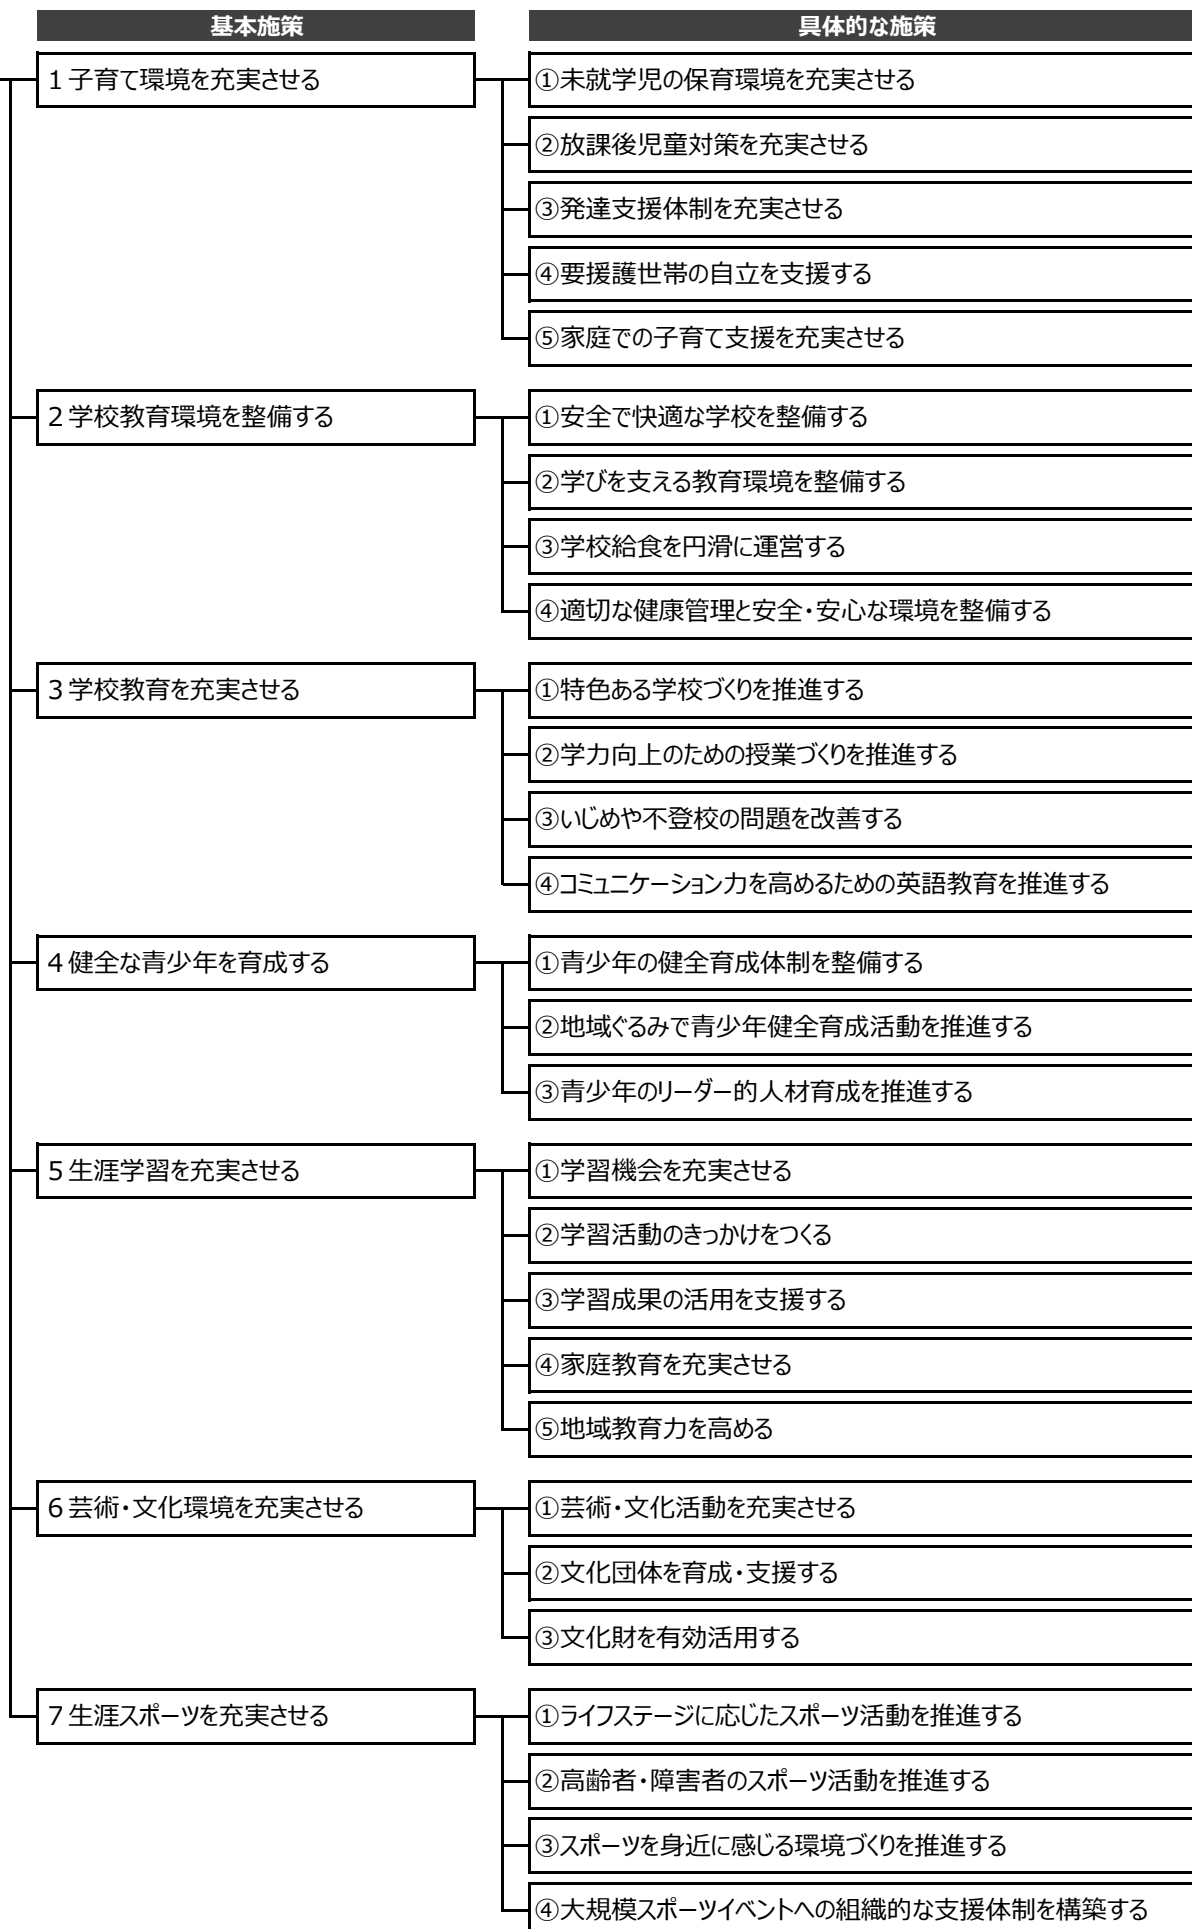 基本施策
具体的な施策
1 子育て環境を充実させる
①未就学児の保育環境を充実させる
②放課後児童対策を充実させる
③発達支援体制を充実させる
④要援護世帯の自立を支援する
⑤家庭での子育て支援を充実させる
2 学校教育環境を整備する
①安全で快適な学校を整備する
②学びを支える教育環境を整備する
③学校給食を円滑に運営する
④適切な健康管理と安全・安心な環境を整備する
3 学校教育を充実させる
①特色ある学校づくりを推進する
②学力向上のための授業づくりを推進する
③いじめや不登校の問題を改善する
④コミュニケーション力を高めるための英語教育を推進する
4 健全な青少年を育成する
①青少年の健全育成体制を整備する
②地域ぐるみで青少年健全育成活動を推進する
③青少年のリーダー的人材育成を推進する
5 生涯学習を充実させる
①学習機会を充実させる
②学習活動のきっかけをつくる
③学習成果の活用を支援する
④家庭教育を充実させる
⑤地域教育力を高める
6 芸術・文化環境を充実させる
①芸術・文化活動を充実させる
②文化団体を育成・支援する
③文化財を有効活用する
7 生涯スポーツを充実させる
①ライフステージに応じたスポーツ活動を推進する
②高齢者・障害者のスポーツ活動を推進する
③スポーツを身近に感じる環境づくりを推進する
④大規模スポーツイベントへの組織的な支援体制を構築する